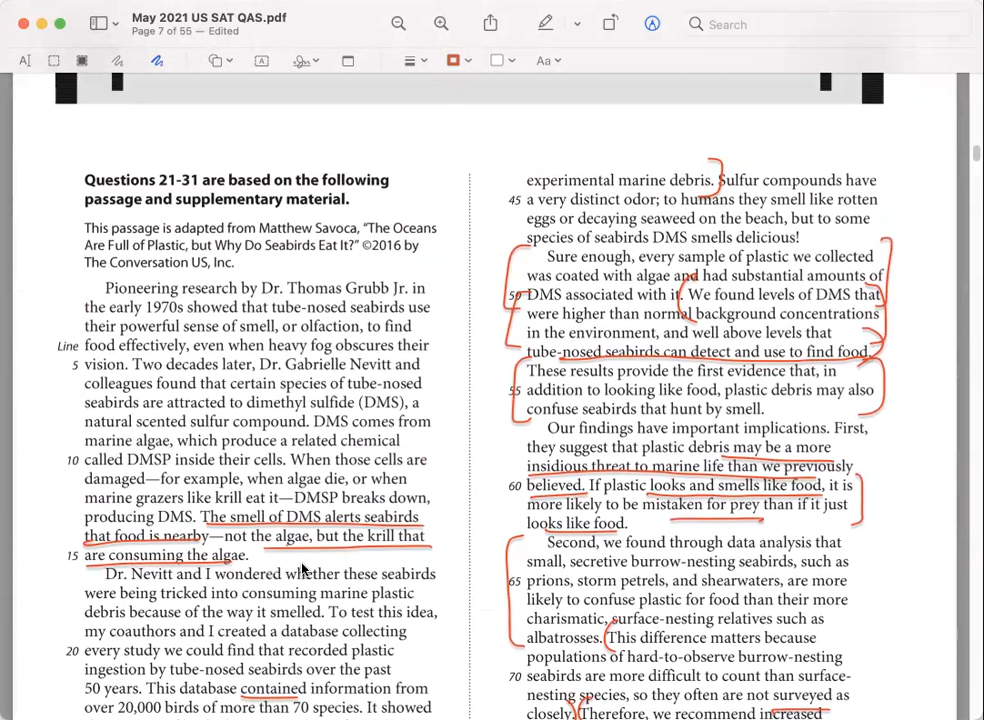 May 2021 US SAT QAS.pdf
Page 7 of 55 — Edited
Search
Aa
Questions 21-31 are based on the following
passage and supplementary material.
This passage is adapted from Matthew Savoca, “The Oceans
Are Full of Plastic, but Why Do Seabirds Eat It?” ©2016 by
The Conversation US, Inc.
Pioneering research by Dr. Thomas Grubb Jr. in
the early 1970s showed that tube-nosed seabirds use
their powerful sense of smell, or olfaction, to find
Line food effectively, even when heavy fog obscures their
5 vision. Two decades later, Dr. Gabrielle Nevitt and
colleagues found that certain species of tube-nosed
seabirds are attracted to dimethyl sulfide (DMS), a
natural scented sulfur compound. DMS comes from
marine algae, which produce a related chemical
10 called DMSP inside their cells. When those cells are
damaged—for example, when algae die, or when
marine grazers like krill eat it—DMSP breaks down,
producing DMS. The smell of DMS alerts seabirds
that food is nearby—not the algae, but the krill that
15 are consuming the algae.
Dr. Nevitt and I wondered whether these seabirds
were being tricked into consuming marine plastic
debris because of the way it smelled. To test this idea,
my coauthors and I created a database collecting
20 every study we could find that recorded plastic
ingestion by tube-nosed seabirds over the past
50 years. This database contained information from
over 20,000 birds of more than 70 species. It showed
experimental marine debris. Sulfur compounds have
45 a very distinct odor; to humans they smell like rotten
eggs or decaying seaweed on the beach, but to some
species of seabirds DMS smells delicious!
Sure enough, every sample of plastic we collected
was coated with algae and had substantial amounts of
50 DMS associated with it. We found levels of DMS that
were higher than normal background concentrations
in the environment, and well above levels that
tube-nosed seabirds can detect and use to find food.
These results provide the first evidence that, in
55 addition to looking like food, plastic debris may also
confuse seabirds that hunt by smell.
Our findings have important implications. First,
they suggest that plastic debris may be a more
insidious threat to marine life than we previously
60 believed. If plastic looks and smells like food, it is
more likely to be mistaken for prey than if it just
looks like food.
Second, we found through data analysis that
small, secretive burrow-nesting seabirds, such as
65 prions, storm petrels, and shearwaters, are more
likely to confuse plastic for food than their more
charismatic, surface-nesting relatives such as
albatrosses. This difference matters because
populations of hard-to-observe burrow-nesting
70 seabirds are more difficult to count than surface-
nesting species, so they often are not surveyed as
closely. Therefore, we recommend increased